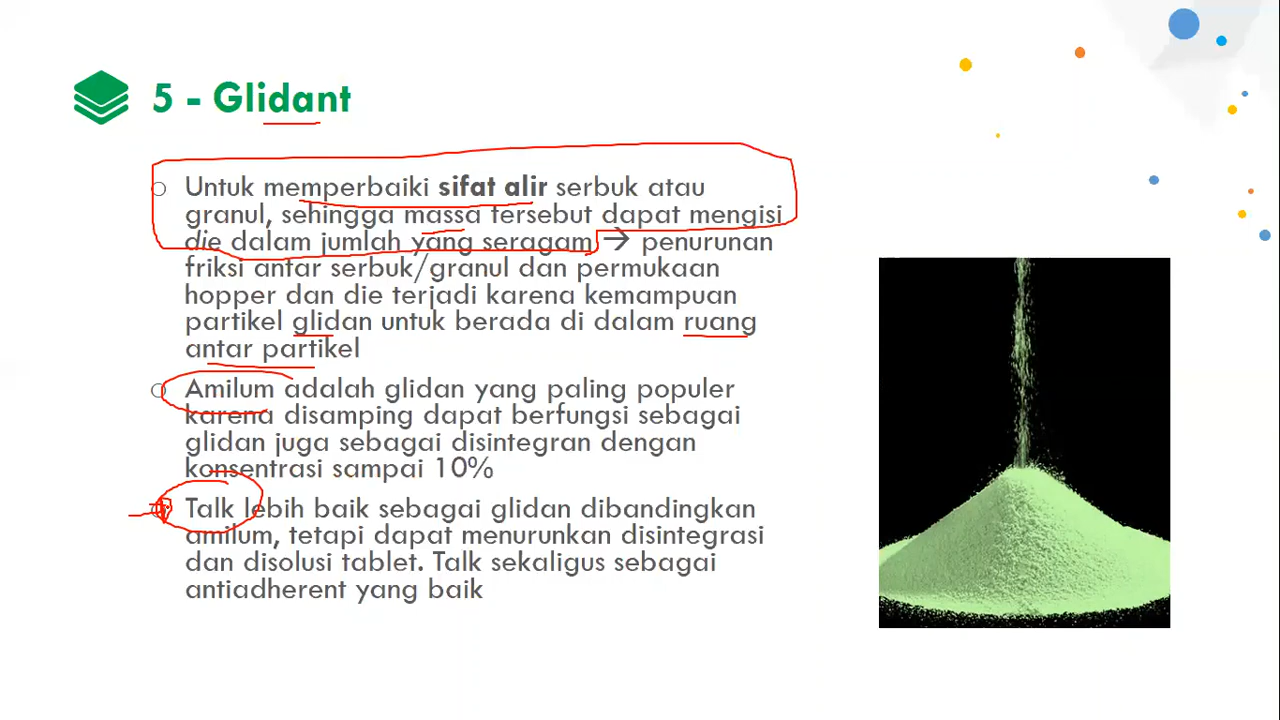 5 - Glidant
Untuk memperbaiki sifat alir serbuk atau
granul, sehingga massa tersebut dapat mengisi
die dalam jumlah yang seragam → penurunan
friksi antar serbuk/granul dan permukaan
hopper dan die terjadi karena kemampuan
partikel glidan untuk berada di dalam ruang
antar partikel
Amilum adalah glidan yang paling populer
karena disamping dapat berfungsi sebagai
glidan juga sebagai disintegran dengan
konsentrasi sampai 10%
Talk lebih baik sebagai glidan dibandingkan
amilum, tetapi dapat menurunkan disintegrasi
dan disolusi tablet. Talk sekaligus sebagai
antiadherent yang baik